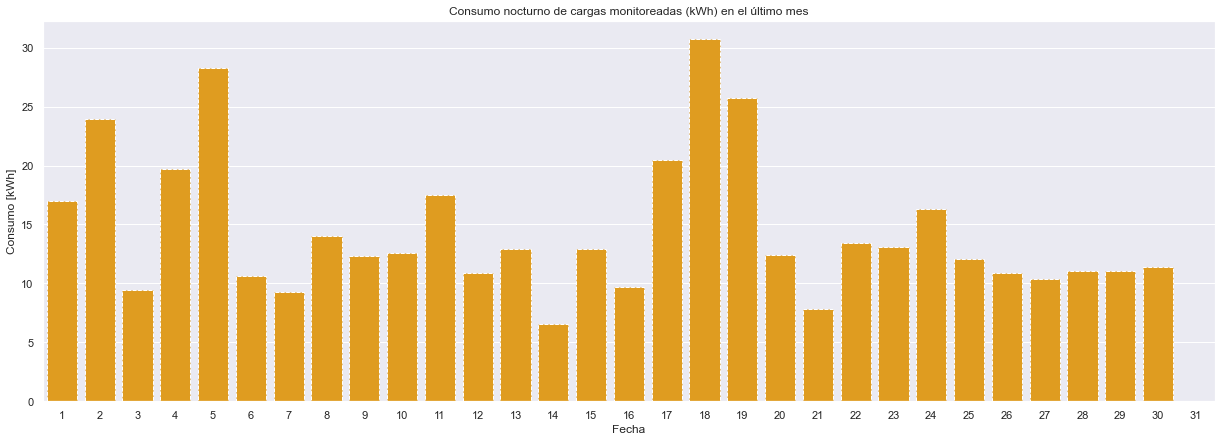 Consumo nocturno de cargas monitoreadas (kWh) en el último mes
Consumo [kWh]
30
25
20
15
10
5
0
1 2 3 4 5 6 7 8 9 10 11 12 13 14 15 16 17 18 19 20 21 22 23 24 25 26 27 28 29 30 31
Fecha